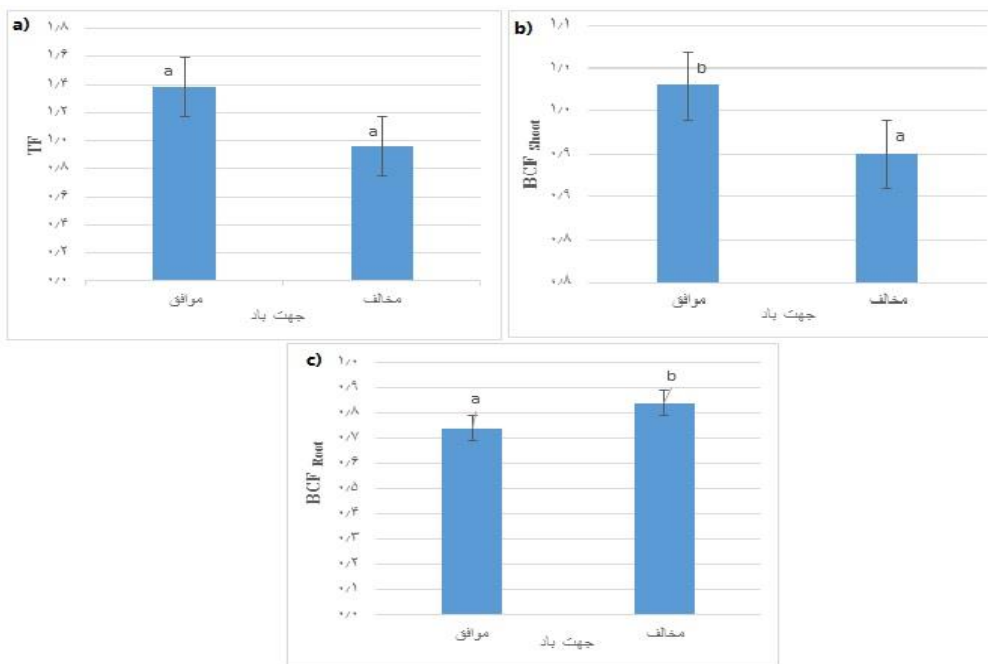 a)
۱٫۸
۱٫۶
۱٫۴
۱٫۲
۱٫۰
۰٫۸
۰٫۶
۰٫۴
۰٫۲
۰٫۰
TF
a
a
موافق
مخالف
جهت باد
b)
۱٫۱
۱٫۰
۱٫۰
۰٫۹
۰٫۹
۰٫۸
۰٫۸
BCF Shoot
b
a
موافق
مخالف
جهت باد
c)
۱٫۰
۰٫۹
۰٫۸
۰٫۷
۰٫۶
۰٫۵
۰٫۴
۰٫۳
۰٫۲
۰٫۱
۰٫۰
BCF Root
a
b
موافق
مخالف
جهت باد